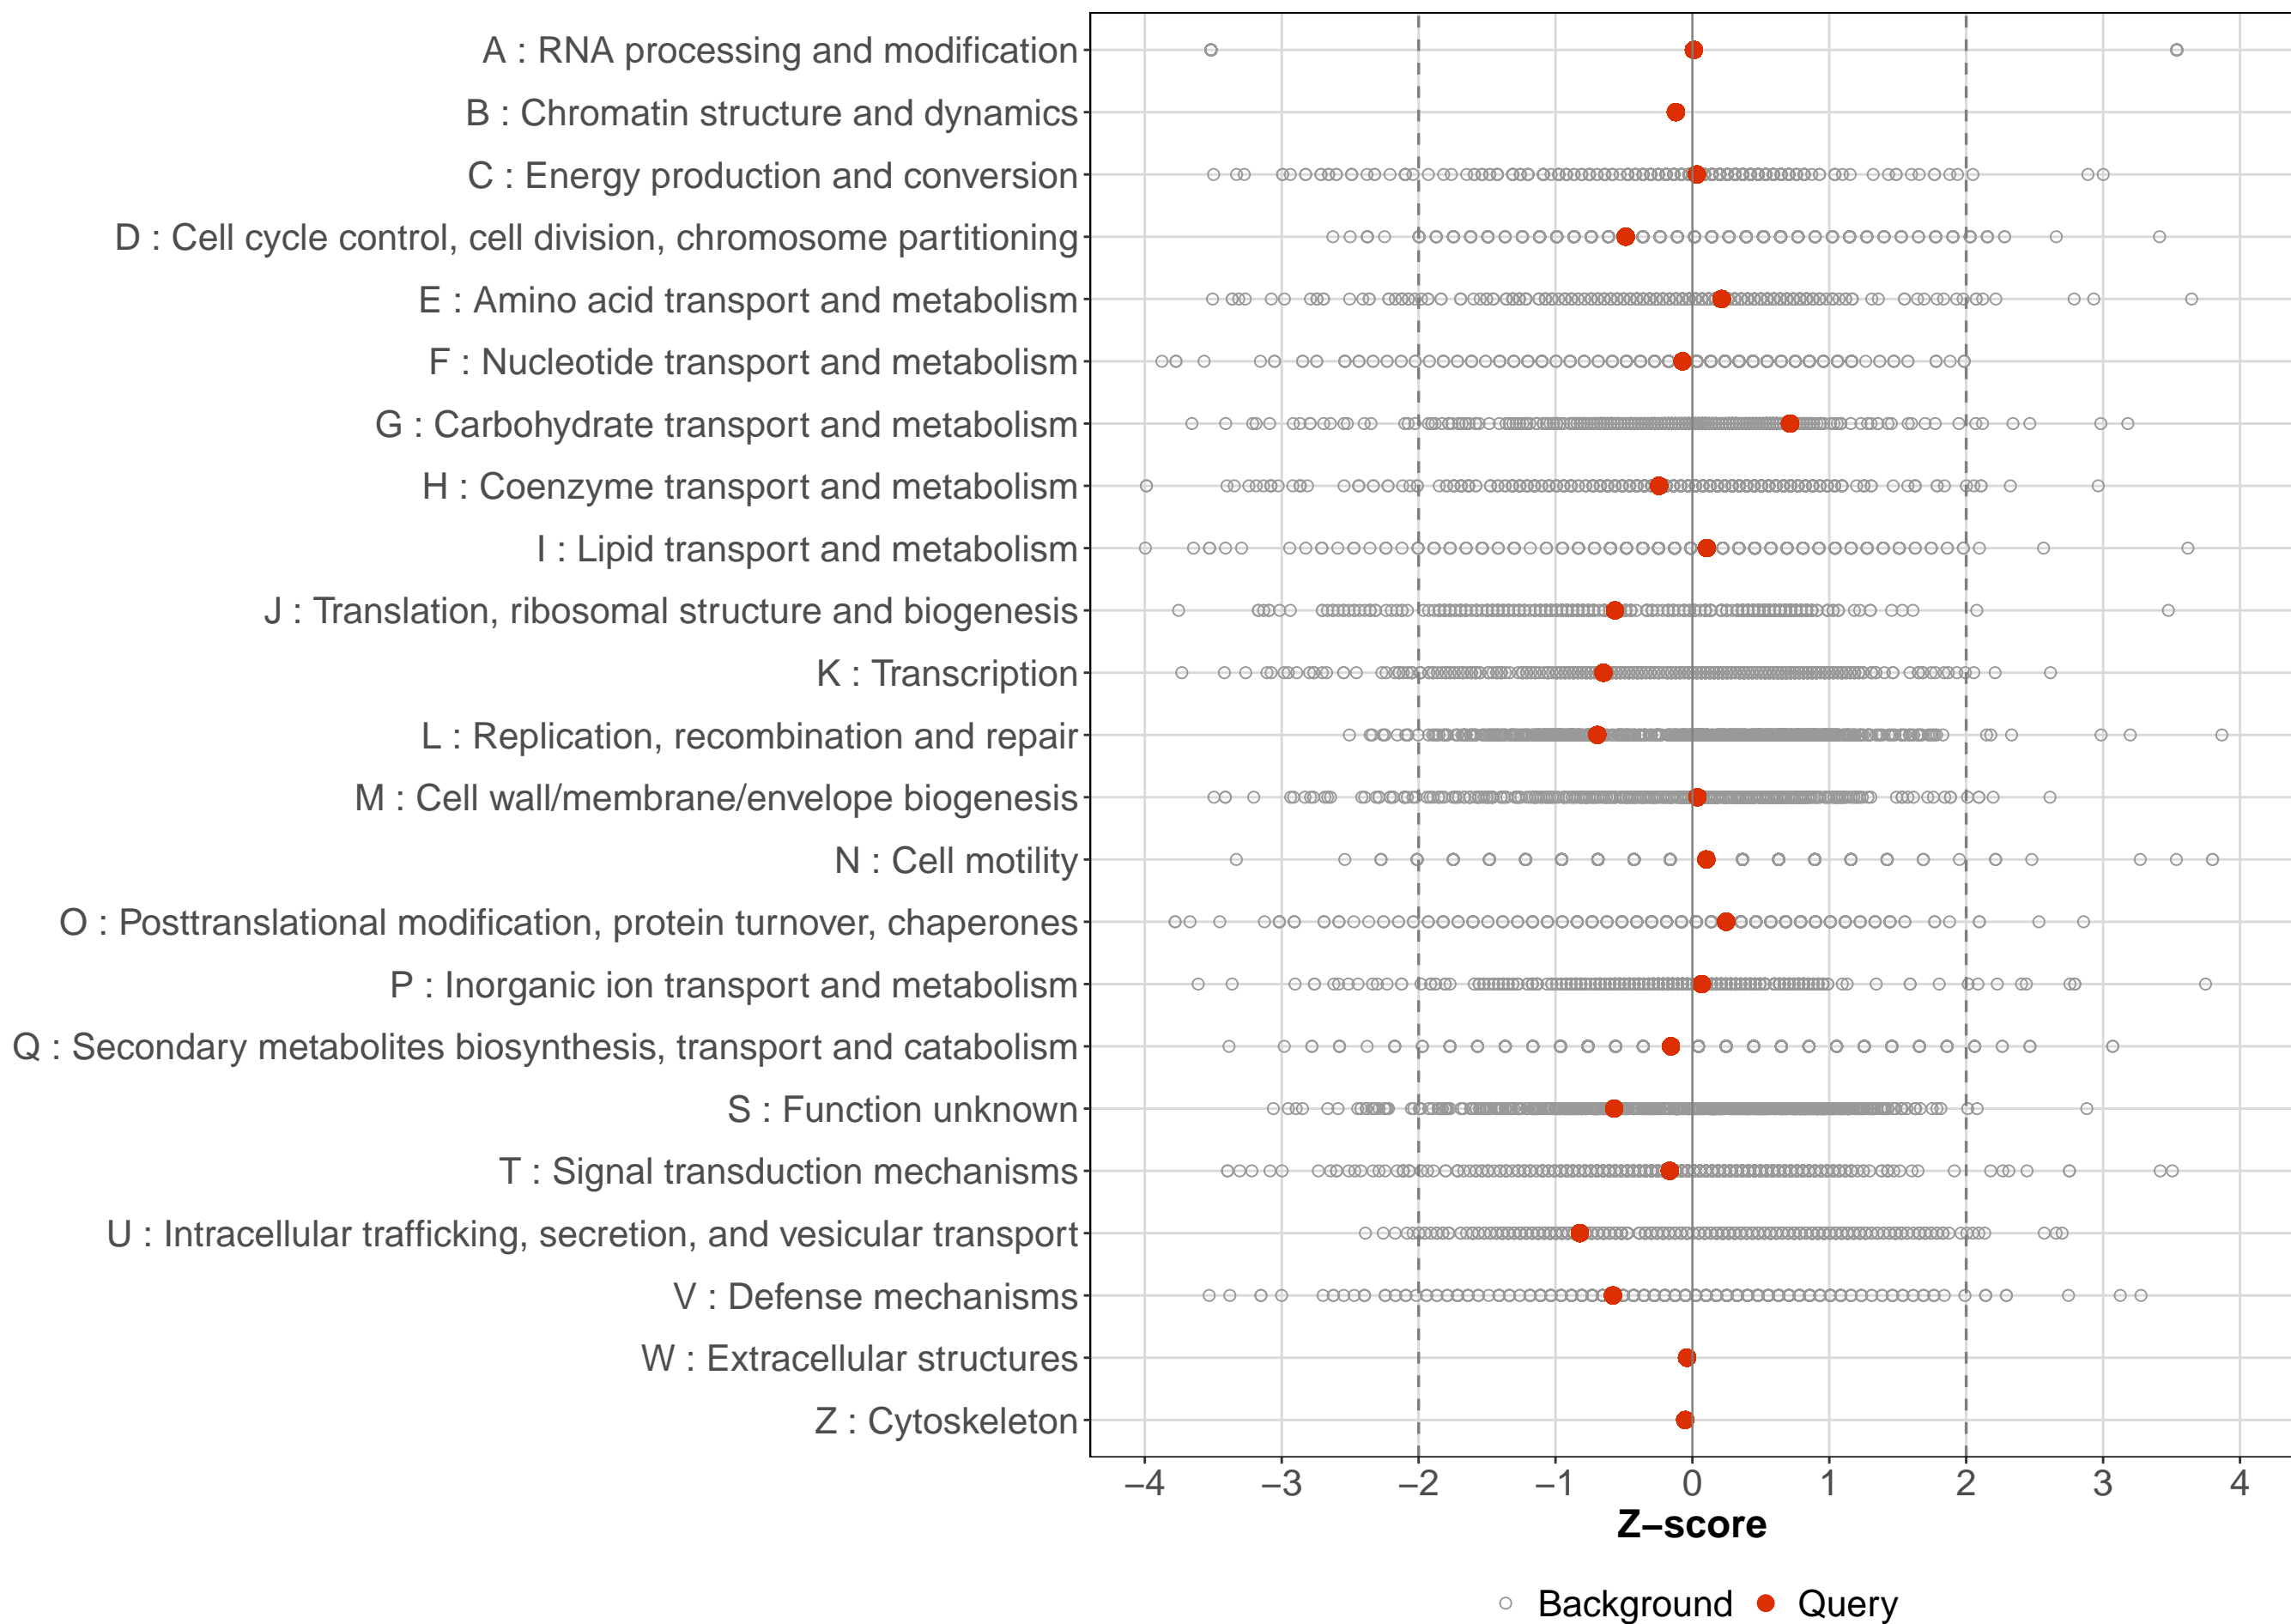 A : RNA processing and modification
B : Chromatin structure and dynamics
C : Energy production and conversion
D : Cell cycle control, cell division, chromosome partitioning
E : Amino acid transport and metabolism
F : Nucleotide transport and metabolism
G : Carbohydrate transport and metabolism
H : Coenzyme transport and metabolism
I : Lipid transport and metabolism
J : Translation, ribosomal structure and biogenesis
K : Transcription
L : Replication, recombination and repair
M : Cell wall/membrane/envelope biogenesis
N : Cell motility
O : Posttranslational modification, protein turnover, chaperones
P : Inorganic ion transport and metabolism
Q : Secondary metabolites biosynthesis, transport and catabolism
S : Function unknown
T : Signal transduction mechanisms
U : Intracellular trafficking, secretion, and vesicular transport
V : Defense mechanisms
W : Extracellular structures
Z : Cytoskeleton
−4 −3 −2 −1 0 1 2 3 4
Z−score
Background Query